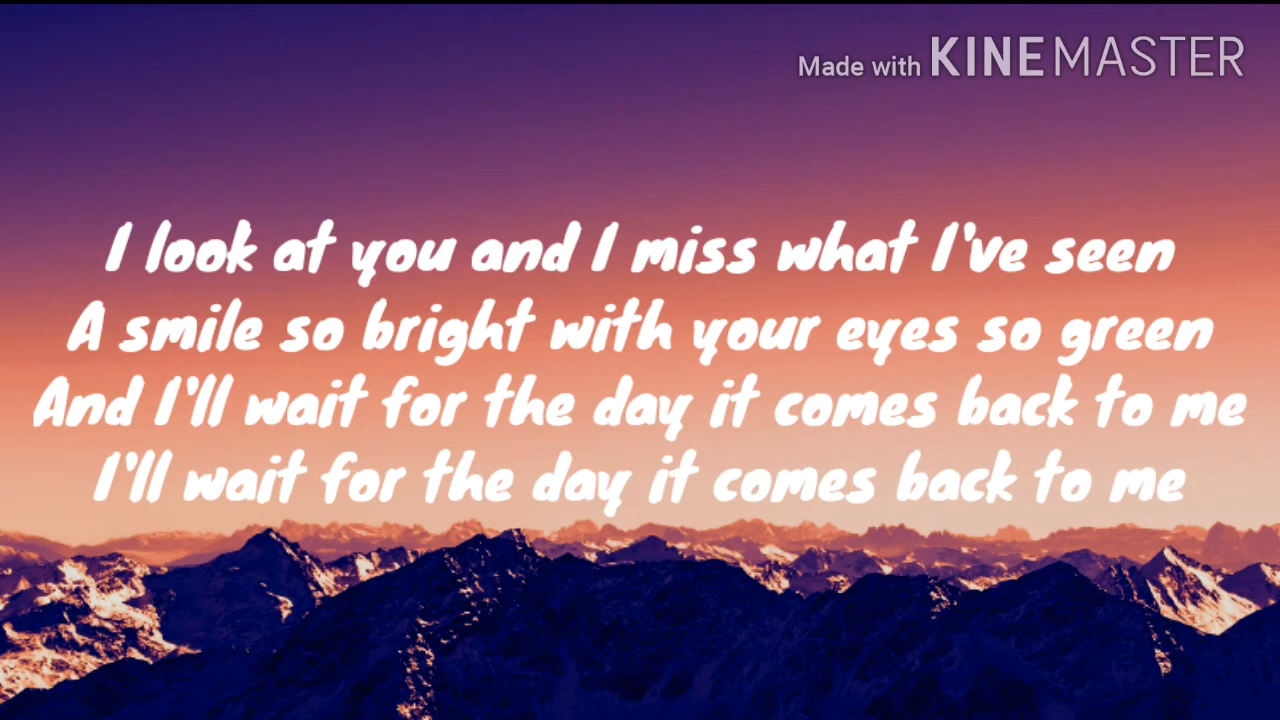 Made with KINEMASTER
I look at you and I miss what I've seen
A smile so bright with your eyes so green
And I'll wait for the day it comes back to me
I'll wait for the day it comes back to me